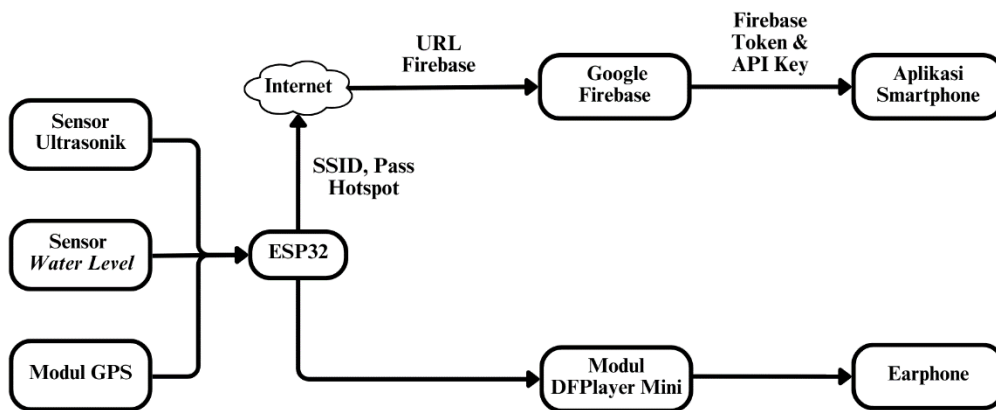 URL
Firebase
Firebase
Token &
API Key
Internet
Google
Firebase
Aplikasi
Smartphone
Sensor
Ultrasonik
SSID, Pass
Hotspot
Sensor
Water Level
ESP32
Modul GPS
Modul
DFPlayer Mini
Earphone